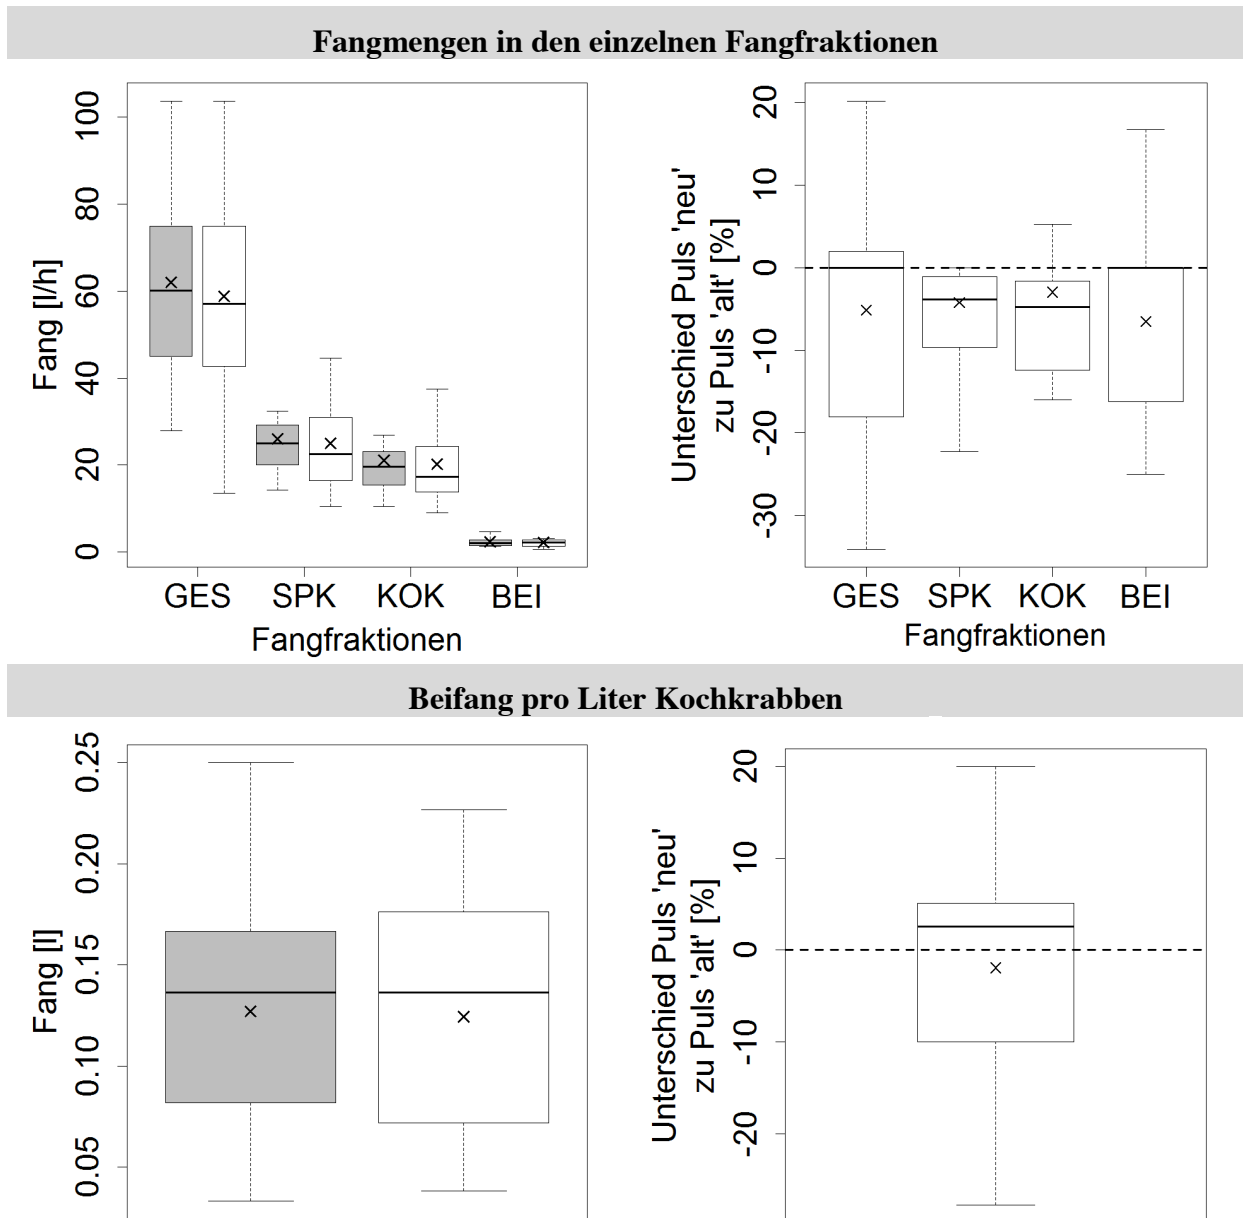 Fangmengen in den einzelnen Fangfraktionen
Fang [l/h]
0
20
40
60
80
100
GES SPK KOK BEI
Fangfraktionen
Unterschied Puls 'neu'
zu Puls 'alt' [%]
-30
-20
-10
0
10
20
GES SPK KOK BEI
Fangfraktionen
Beifang pro Liter Kochkrabben
Fang [l]
0.05
0.10
0.15
0.20
0.25
Unterschied Puls 'neu'
zu Puls 'alt' [%]
-20
-10
0
10
20